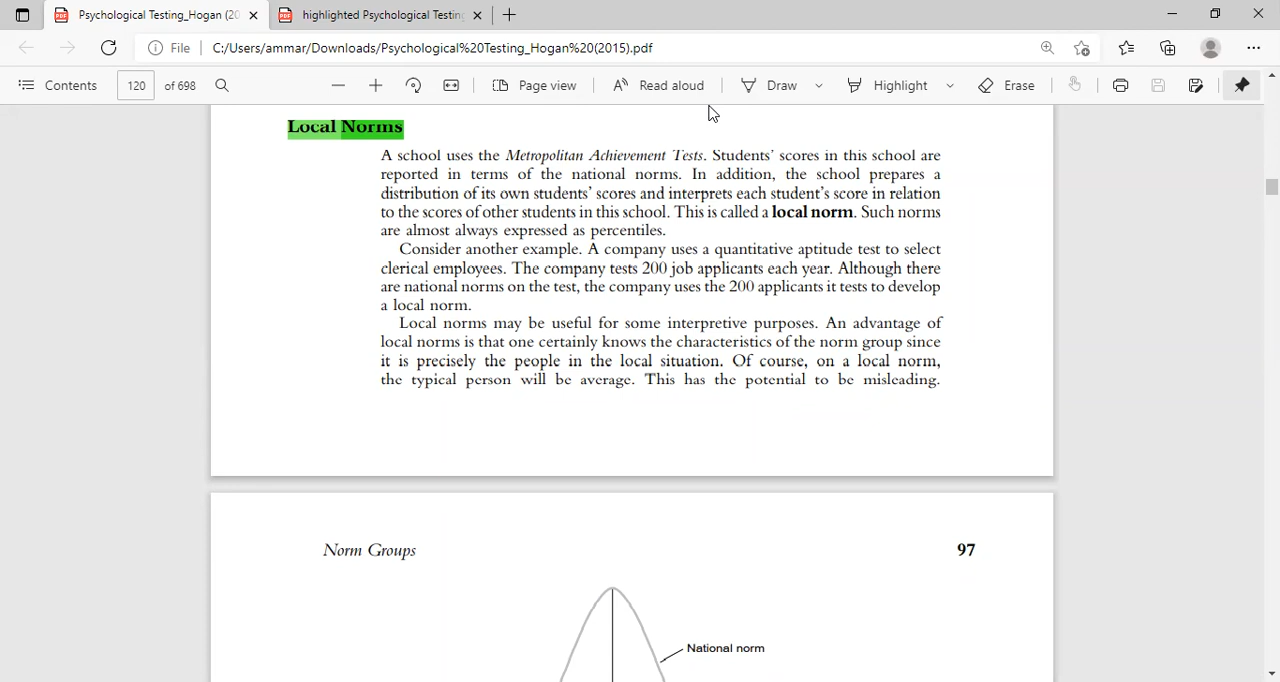 Psychological Testing_Hogan (20
highlighted Psychological Testing
File C:/Users/ammar/Downloads/Psychological%20Testing_Hogan%20(2015).pdf
Contents 120 of 698 Page view Read aloud Draw Highlight Erase
Local Norms
A school uses the Metropolitan Achievement Tests. Students' scores in this school are
reported in terms of the national norms. In addition, the school prepares a
distribution of its own students' scores and interprets each student's score in relation
to the scores of other students in this school. This is called a local norm. Such norms
are almost always expressed as percentiles.
Consider another example. A company uses a quantitative aptitude test to select
clerical employees. The company tests 200 job applicants each year. Although there
are national norms on the test, the company uses the 200 applicants it tests to develop
a local norm.
Local norms may be useful for some interpretive purposes. An advantage of
local norms is that one certainly knows the characteristics of the norm group since
it is precisely the people in the local situation. Of course, on a local norm,
the typical person will be average. This has the potential to be misleading.
Norm Groups 97
National norm